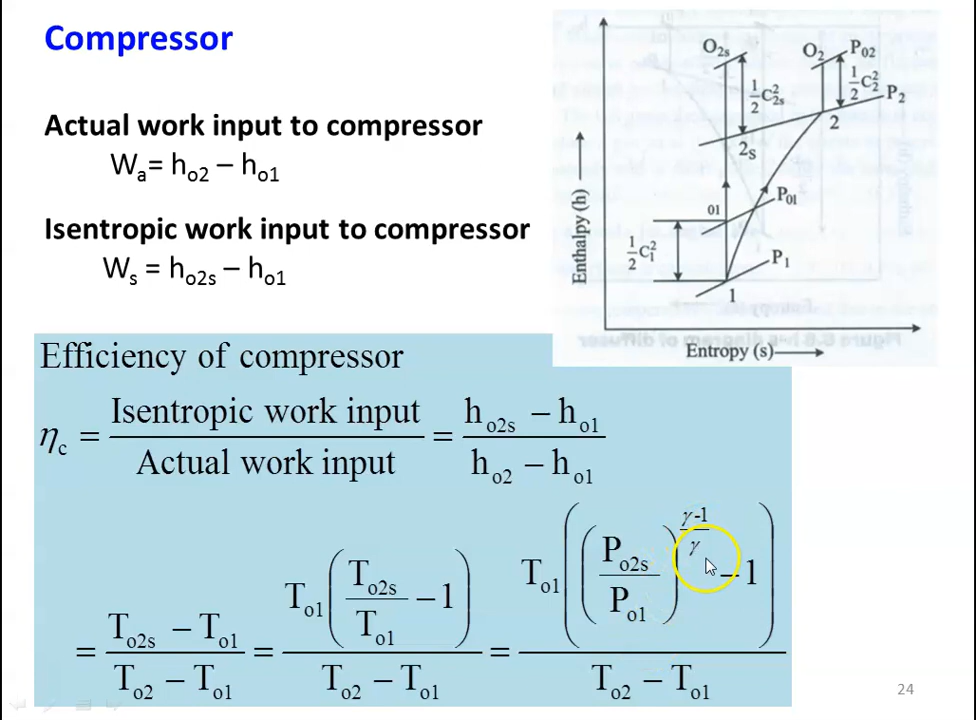 Compressor
Actual work input to compressor
Wa= ho2 – ho1
Isentropic work input to compressor
Ws = ho2s – ho1
O2s
O2
P02
½C²2s
½C²2
P2
2s
2
01
P01
½C²1
P1
1
Enthalpy (h)
Entropy (s)
Efficiency of compressor
ηc = Isentropic work input / Actual work input = (ho2s – ho1) / (ho2 – ho1)
= (To2s – To1) / (To2 – To1) = To1(To2s/To1 – 1) / (To2 – To1) = To1((Po2s/Po1)^((γ-1)/γ) – 1) / (To2 – To1)
24